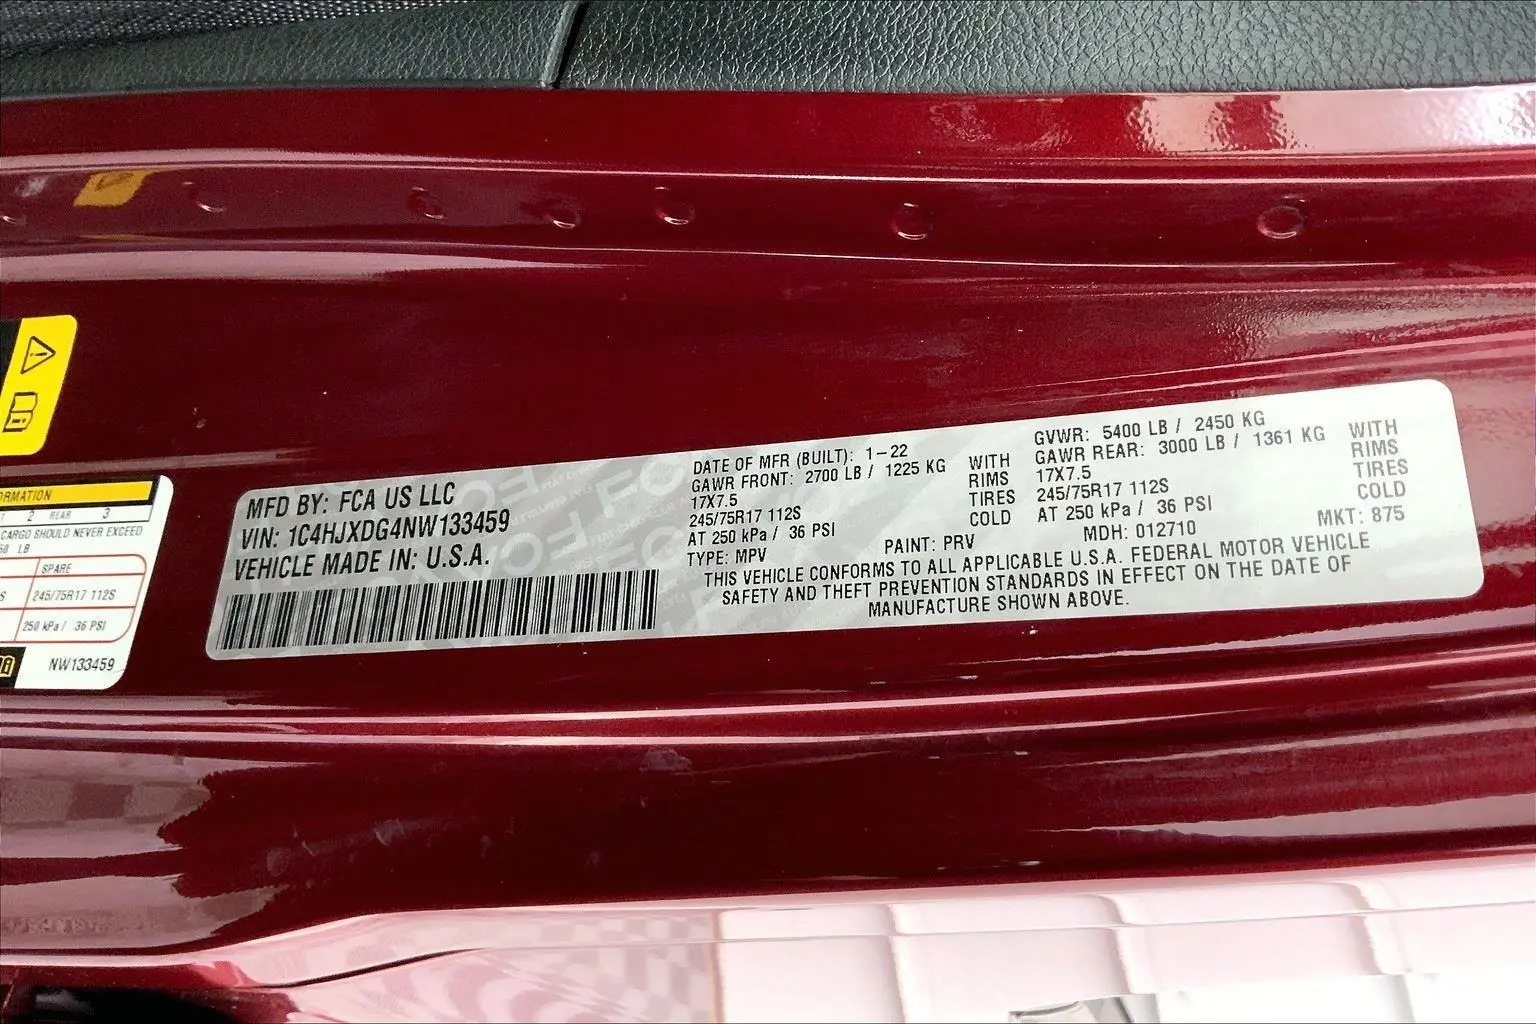 MFD BY: FCA US LLC
VIN: 1C4HJXDG4NW133459
VEHICLE MADE IN: U.S.A.
DATE OF MFR (BUILT): 1-22
GAWR FRONT: 2700 LB / 1225 KG WITH
17X7.5 RIMS
245/75R17 112S TIRES
AT 250 kPa / 36 PSI COLD
TYPE: MPV PAINT: PRV
GVWR: 5400 LB / 2450 KG
GAWR REAR: 3000 LB / 1361 KG WITH
17X7.5 RIMS
245/75R17 112S TIRES
AT 250 kPa / 36 PSI COLD
MDH: 012710 MKT: 875
THIS VEHICLE CONFORMS TO ALL APPLICABLE U.S.A. FEDERAL MOTOR VEHICLE
SAFETY AND THEFT PREVENTION STANDARDS IN EFFECT ON THE DATE OF
MANUFACTURE SHOWN ABOVE.
2 REAR 3
CARGO SHOULD NEVER EXCEED
LB
SPARE
245/75R17 112S
250 kPa / 36 PSI
NW133459